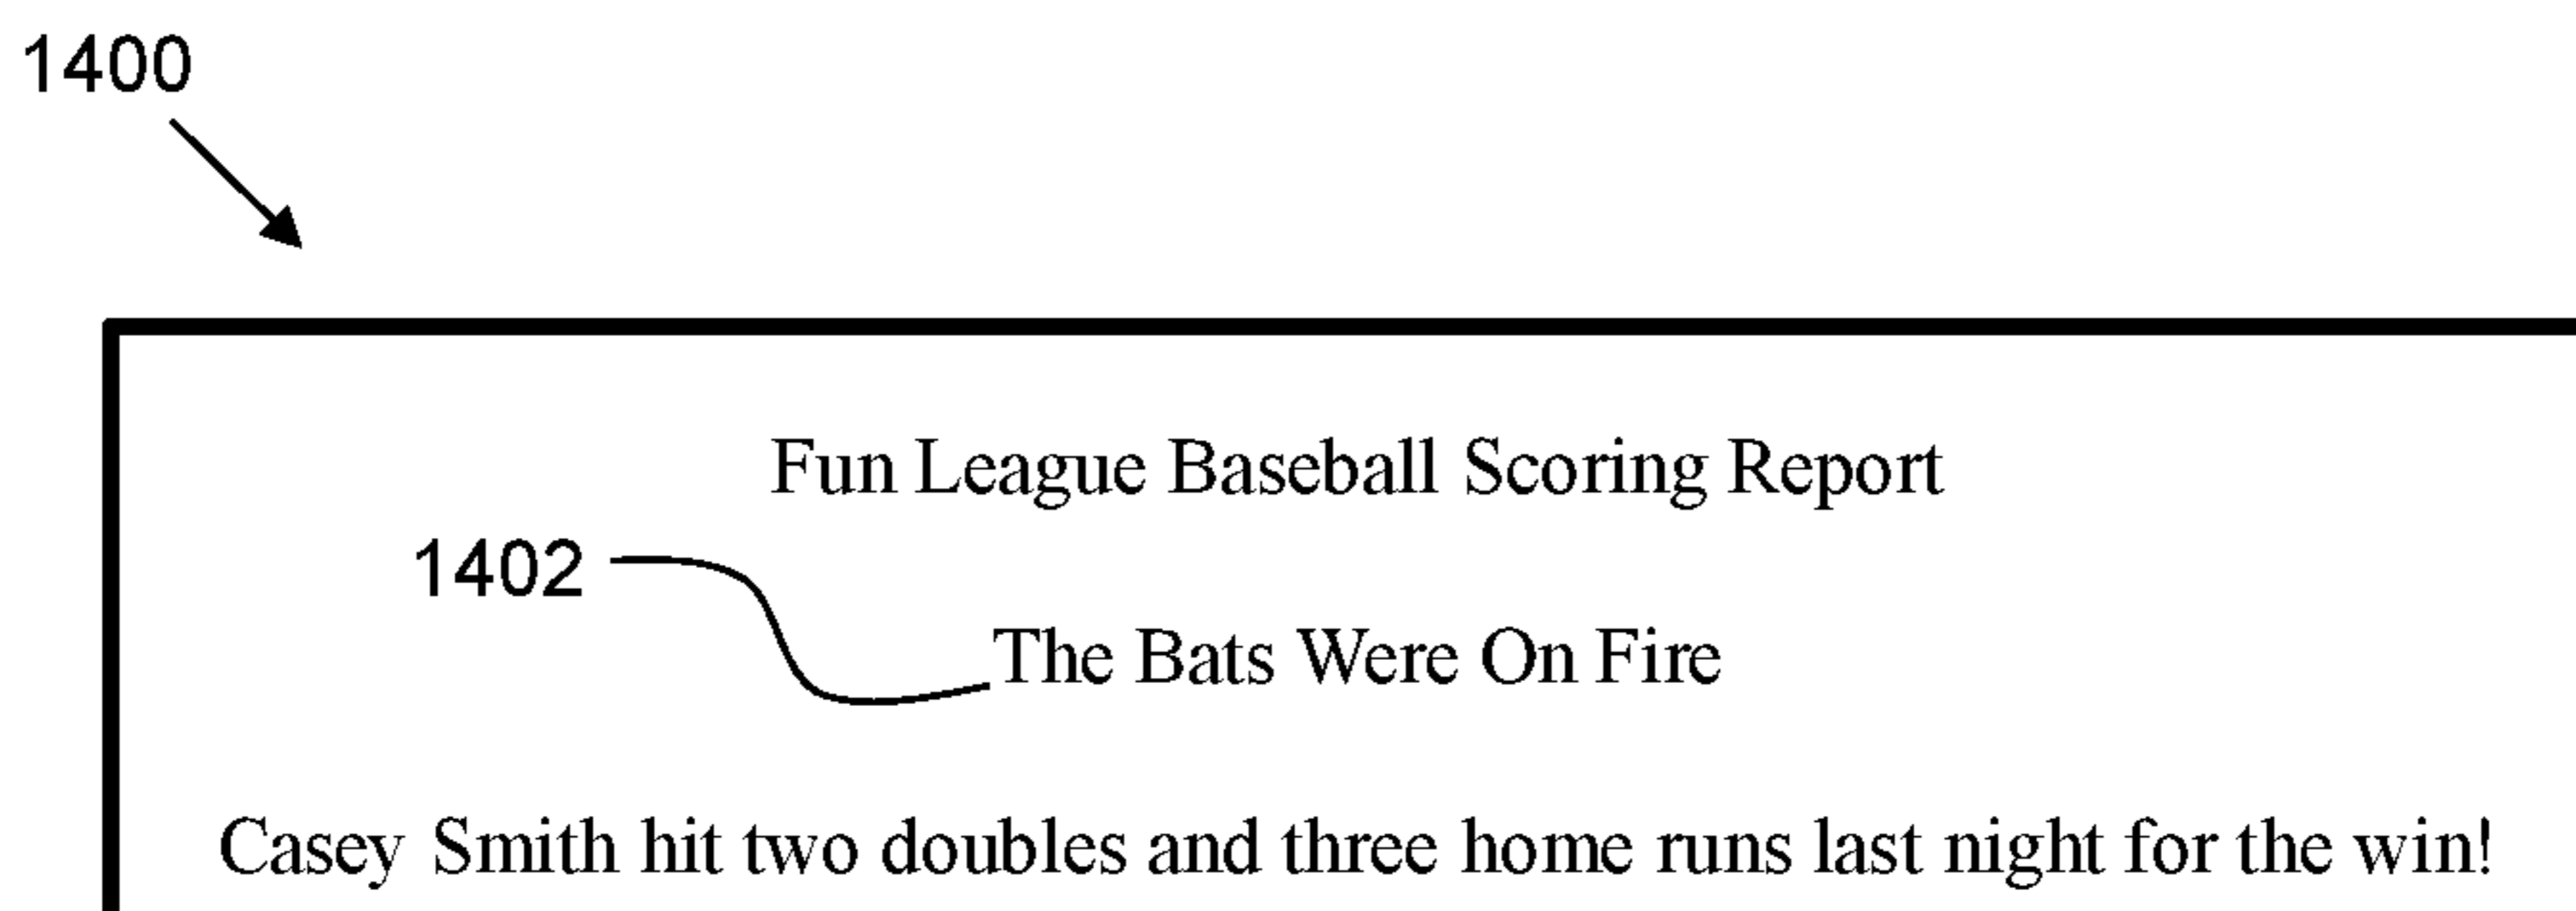 1400
Fun League Baseball Scoring Report
1402
The Bats Were On Fire
Casey Smith hit two doubles and three home runs last night for the win!